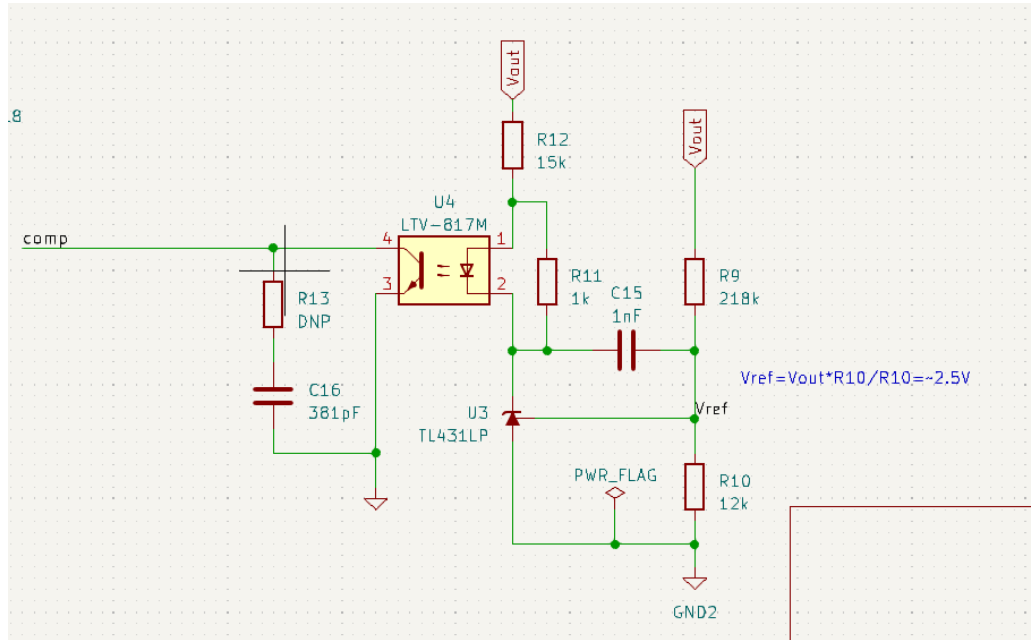 .8
Vout
R12
15k
Vout
U4
LTV-817M
comp
4
1
3
2
R13
DNP
R11
1k
C15
1nF
R9
218k
C16
381pF
Vref=Vout*R10/R10=~2.5V
U3
TL431LP
Vref
PWR_FLAG
R10
12k
GND2